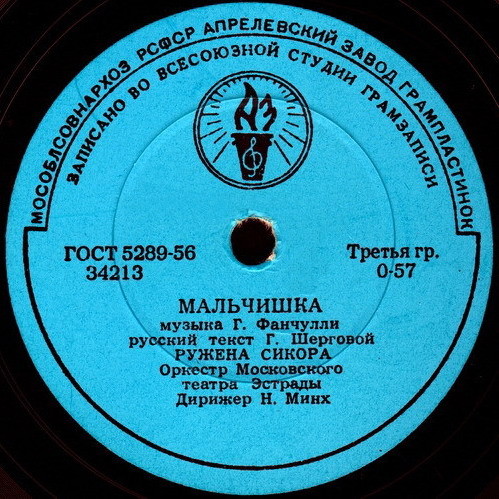 МОСОБЛСОВНАРХОЗ РСФСР АПРЕЛЕВСКИЙ ЗАВОД ГРАМПЛАСТИНОК
ЗАПИСАНО ВО ВСЕСОЮЗНОЙ СТУДИИ ГРАМЗАПИСИ
АЗ
ГОСТ 5289-56
34213
Третья гр.
0-57
МАЛЬЧИШКА
музыка Г. Фанчулли
русский текст Г. Шерговой
РУЖЕНА СИКОРА
Оркестр Московского
театра Эстрады
Дирижер Н. Минх